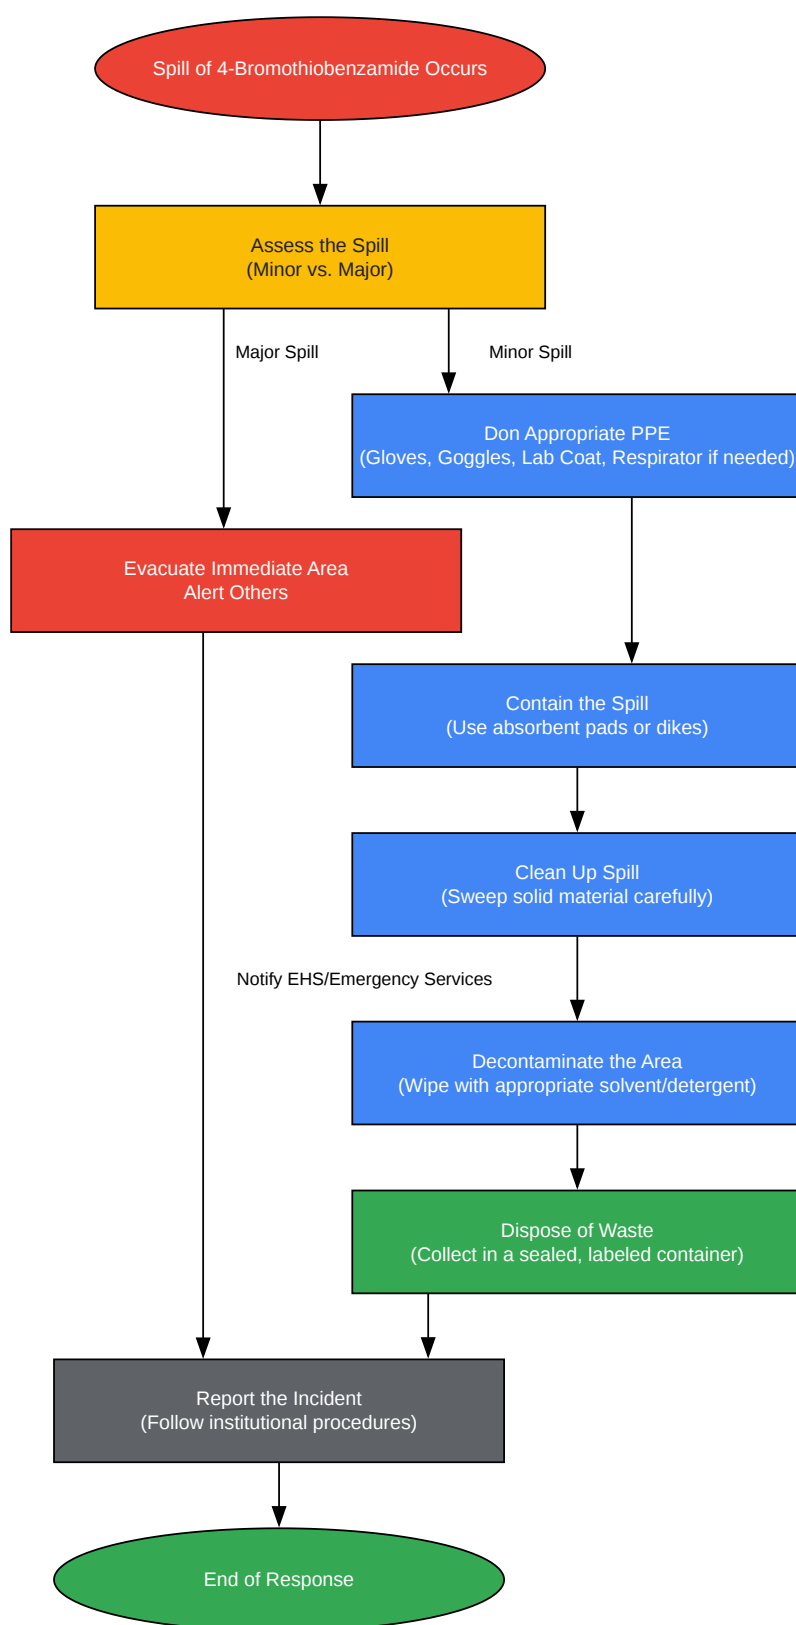 Spill of 4-Bromothiobenzamide Occurs
Assess the Spill
(Minor vs. Major)
Major Spill
Minor Spill
Don Appropriate PPE
(Gloves, Goggles, Lab Coat, Respirator if needed)
Evacuate Immediate Area
Alert Others
Contain the Spill
(Use absorbent pads or dikes)
Clean Up Spill
(Sweep solid material carefully)
Notify EHS/Emergency Services
Decontaminate the Area
(Wipe with appropriate solvent/detergent)
Dispose of Waste
(Collect in a sealed, labeled container)
Report the Incident
(Follow institutional procedures)
End of Response